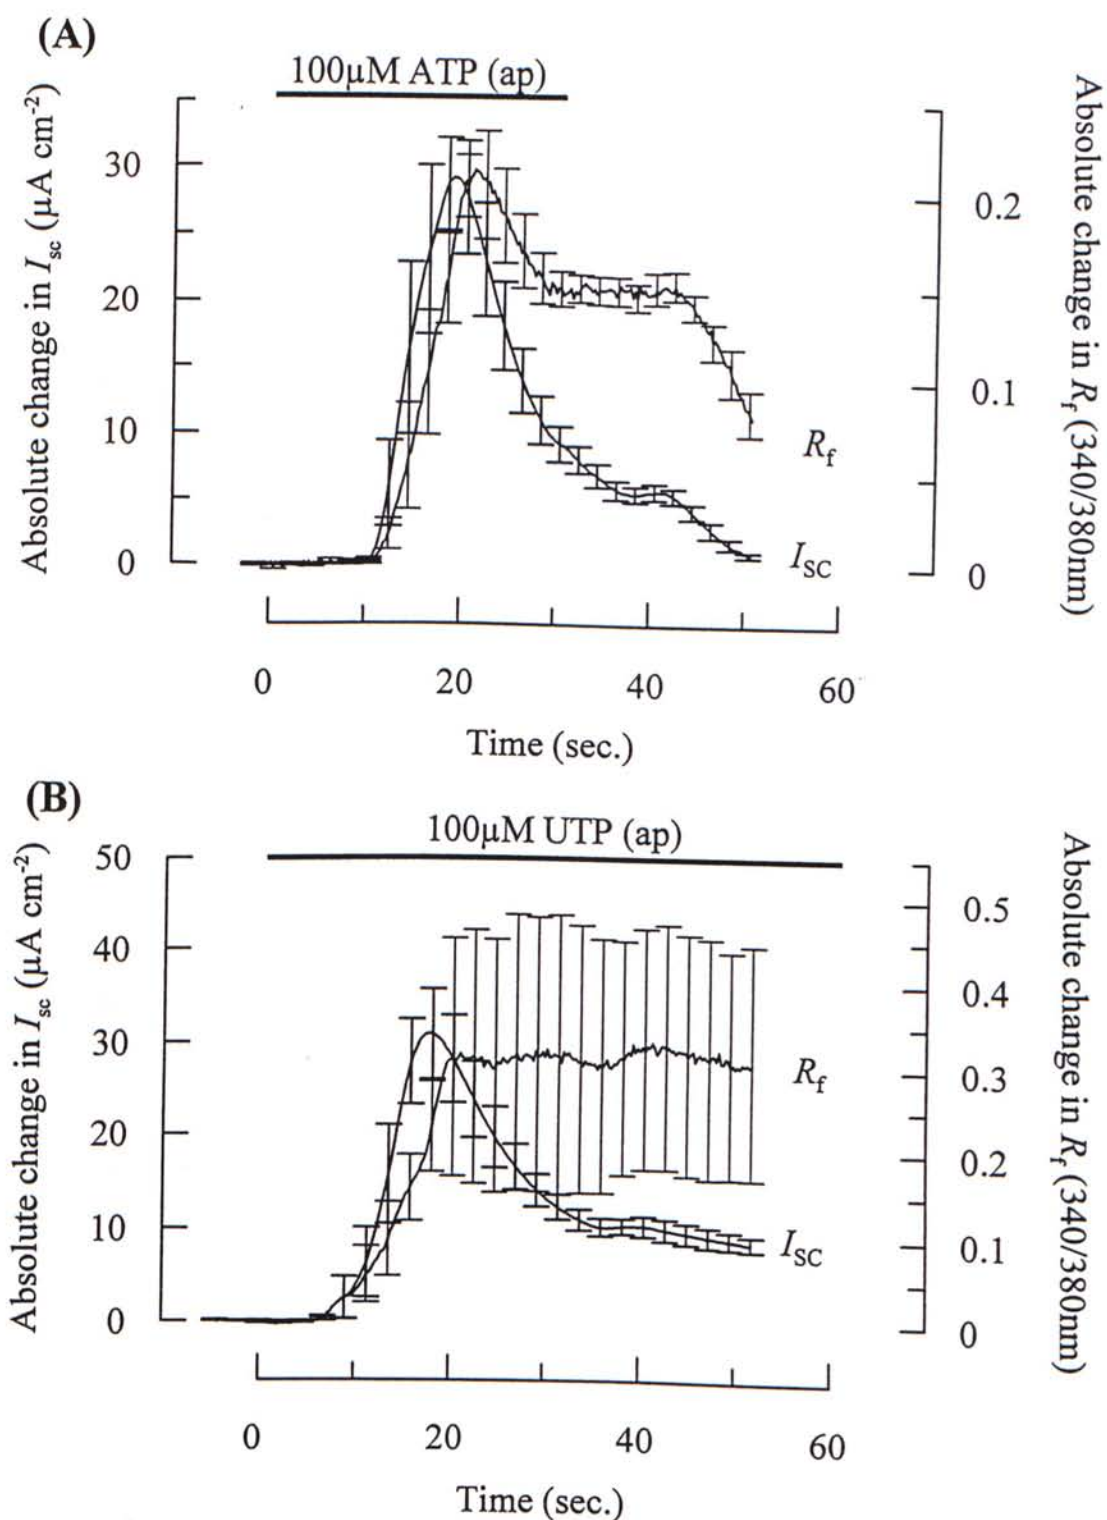 (A)
100μM ATP (ap)
Absolute change in Isc (μA cm-2)
30
20
10
0
Absolute change in Rf (340/380nm)
0.2
0.1
0
Rf
ISC
0 20 40 60
Time (sec.)
(B)
100μM UTP (ap)
Absolute change in Isc (μA cm-2)
50
40
30
20
10
0
Absolute change in Rf (340/380nm)
0.5
0.4
0.3
0.2
0.1
0
Rf
ISC
0 20 40 60
Time (sec.)